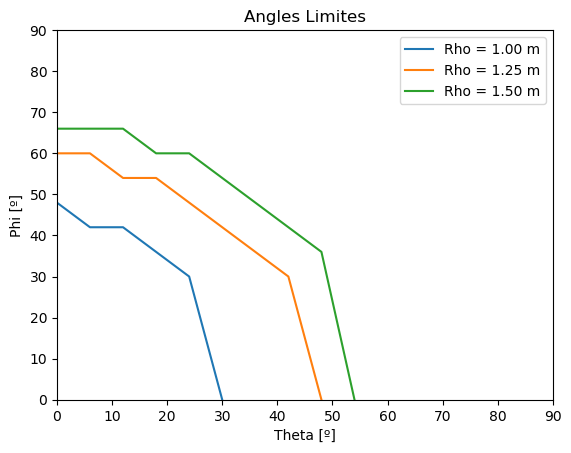 Angles Limites
Rho = 1.00 m
Rho = 1.25 m
Rho = 1.50 m
Phi [º]
90
80
70
60
50
40
30
20
10
0
0 10 20 30 40 50 60 70 80 90
Theta [º]